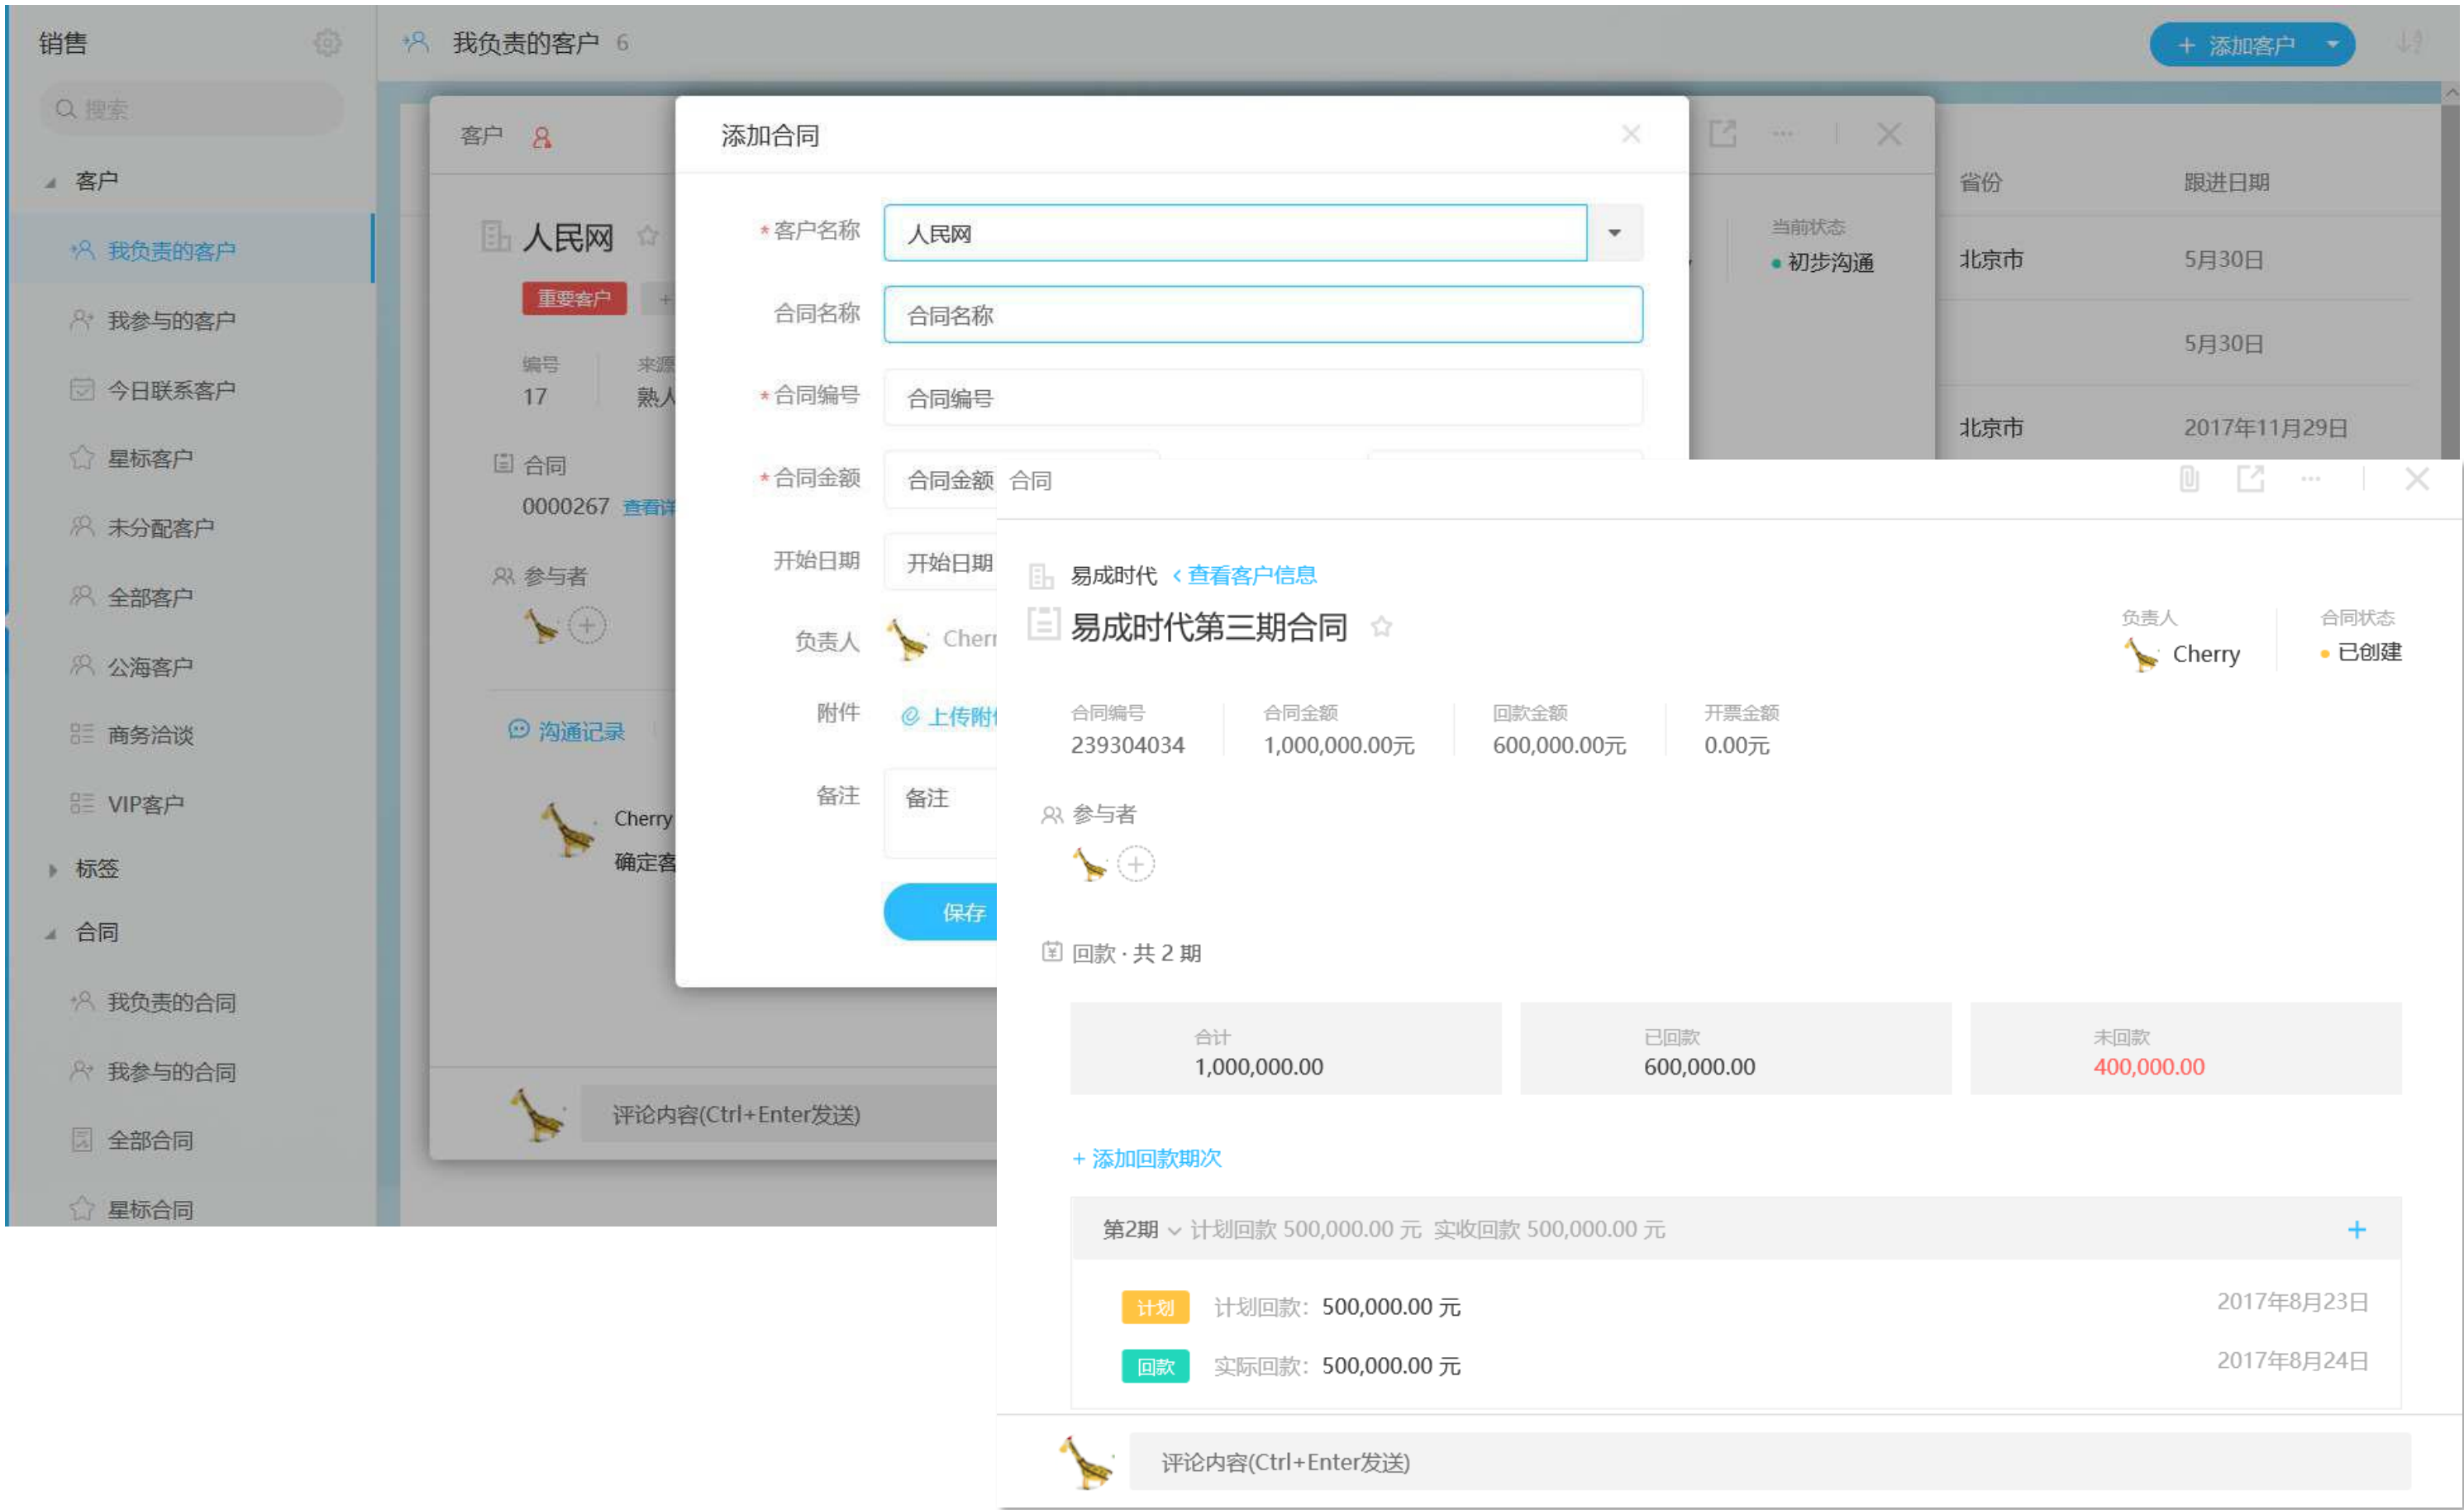 销售
搜索
客户
我负责的客户
我参与的客户
今日联系客户
星标客户
未分配客户
全部客户
公海客户
商务洽谈
VIP客户
标签
合同
我负责的合同
我参与的合同
全部合同
星标合同
我负责的客户 6
+ 添加客户
省份 跟进日期
北京市 5月30日
5月30日
北京市 2017年11月29日
客户
人民网
重要客户 +
当前状态
初步沟通
编号 来源
17 熟人
合同
0000267 查看详
参与者
沟通记录
Cherry
确定客
评论内容(Ctrl+Enter发送)
添加合同
*客户名称 人民网
合同名称 合同名称
*合同编号 合同编号
*合同金额 合同金额
开始日期 开始日期
负责人 Cherr
附件 上传附件
备注 备注
保存
合同
易成时代 <查看客户信息
易成时代第三期合同
负责人 合同状态
Cherry 已创建
合同编号 合同金额 回款金额 开票金额
239304034 1,000,000.00元 600,000.00元 0.00元
参与者
回款 · 共 2 期
合计 已回款 未回款
1,000,000.00 600,000.00 400,000.00
+ 添加回款期次
第2期 计划回款 500,000.00 元 实收回款 500,000.00 元 +
计划 计划回款：500,000.00 元 2017年8月23日
回款 实际回款：500,000.00 元 2017年8月24日
评论内容(Ctrl+Enter发送)